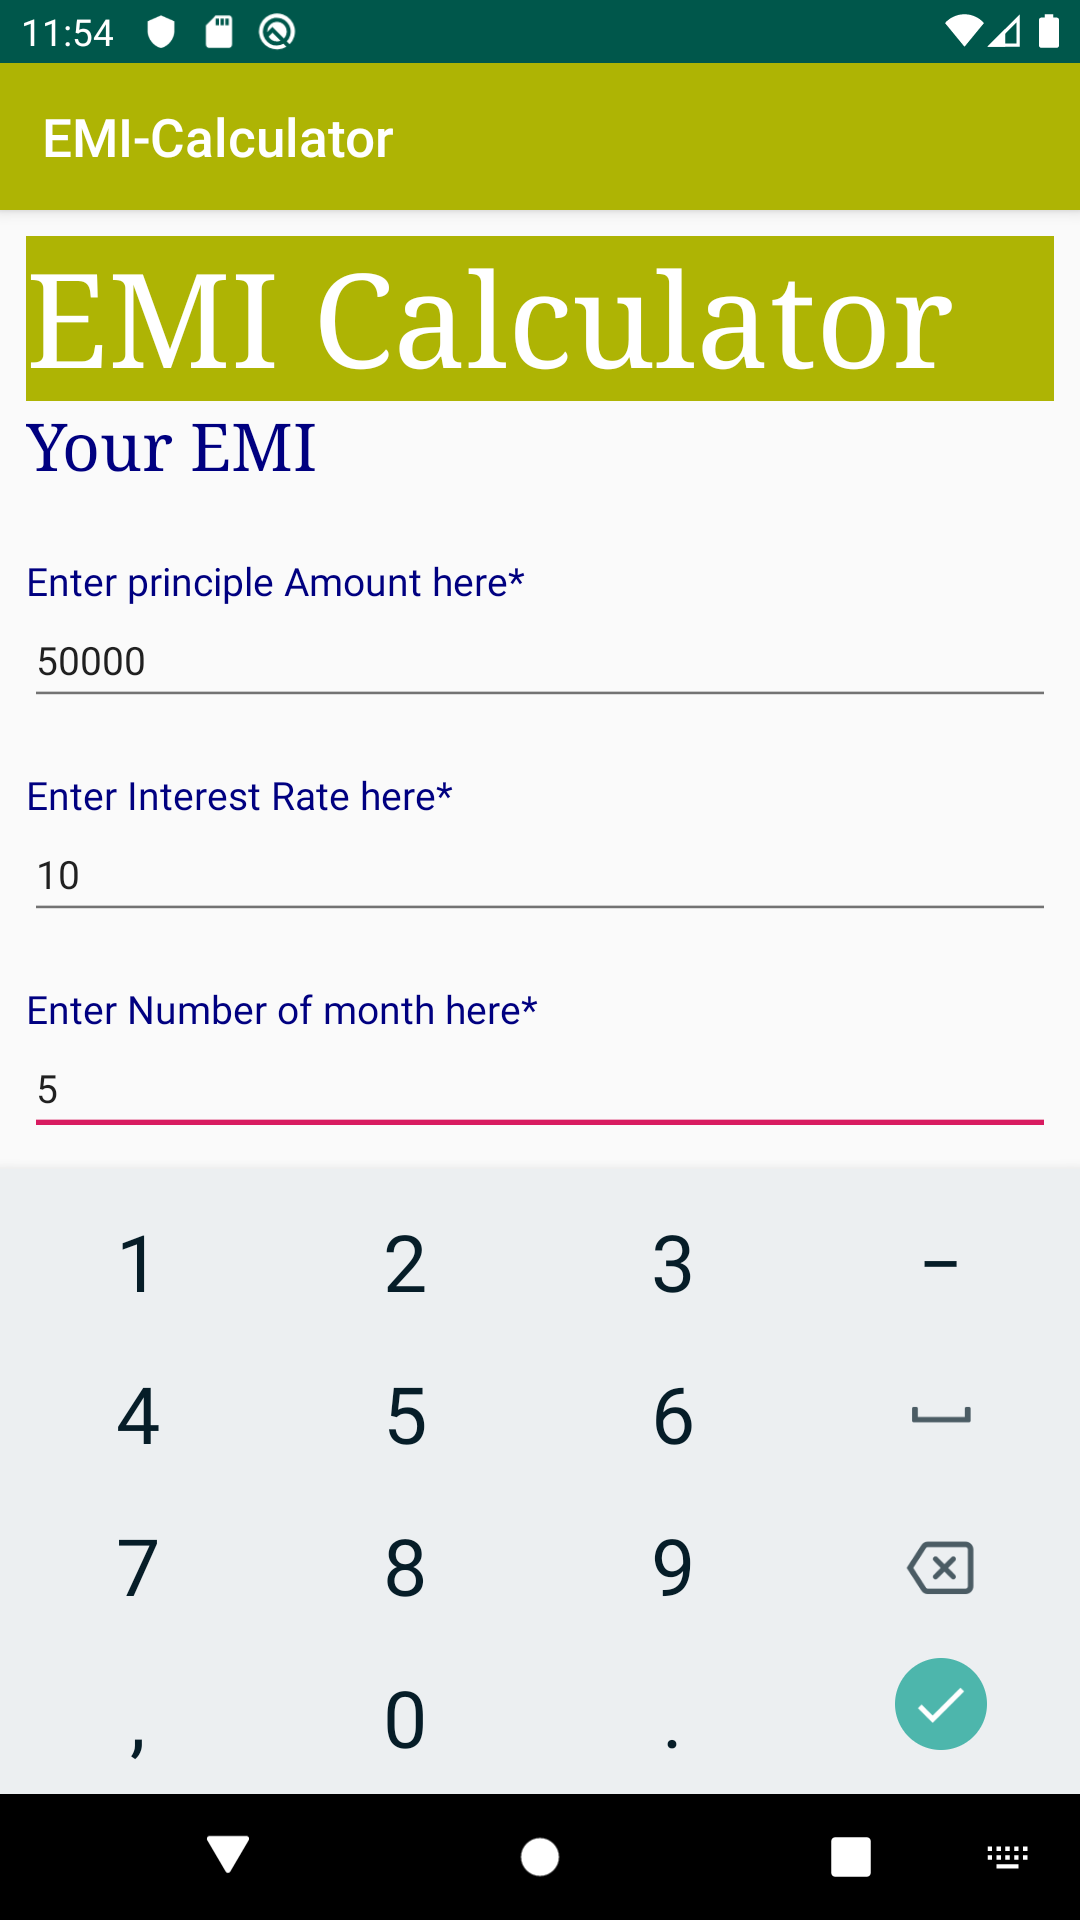 11:54
EMI-Calculator
EMI Calculator
Your EMI
Enter principle Amount here*
50000
Enter Interest Rate here*
10
Enter Number of month here*
5
1 2 3 –
4 5 6
7 8 9
, 0 .